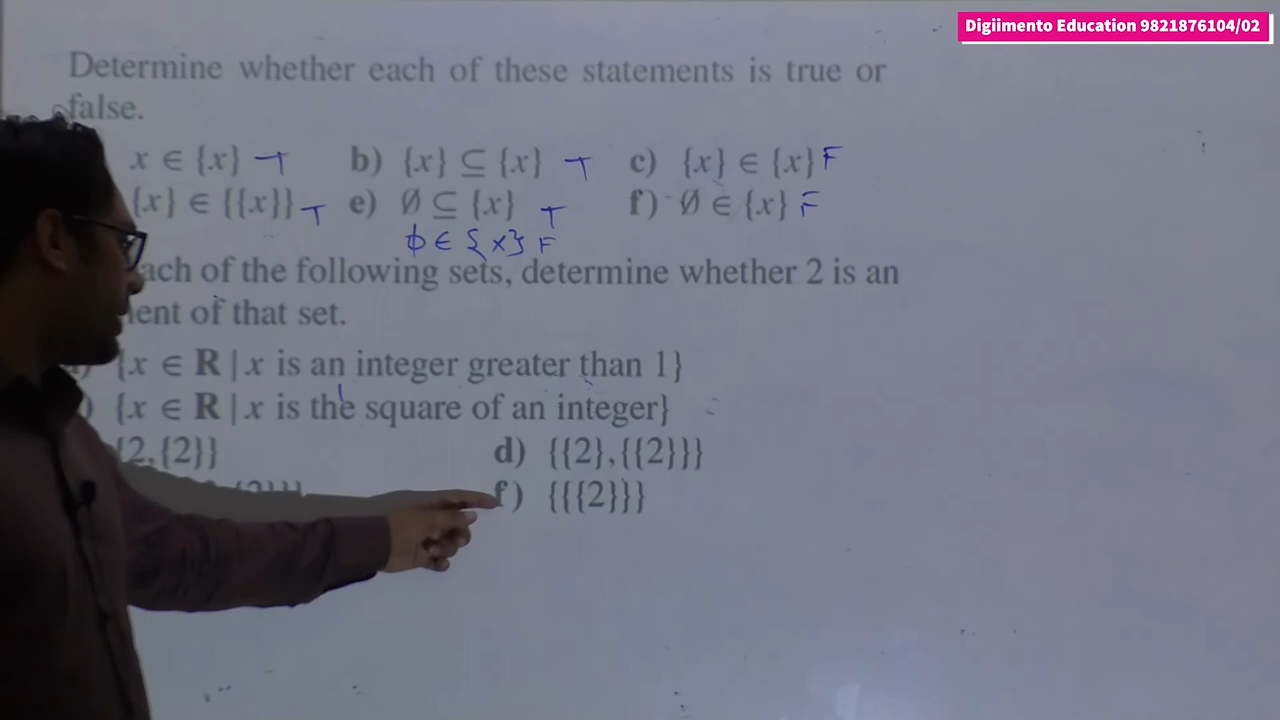 Digiimento Education 9821876104/02
Determine whether each of these statements is true or
false.
x ∈ {x} T b) {x} ⊆ {x} T c) {x} ∈ {x} F
{x} ∈ {{x}} T e) ∅ ⊆ {x} T f) ∅ ∈ {x} F
ϕ ∈ {x} F
of the following sets, determine whether 2 is an
of that set.
{x ∈ R | x is an integer greater than 1}
) {x ∈ R | x is the square of an integer}
{2,{2}} d) {{2},{{2}}}
f) {{{2}}}